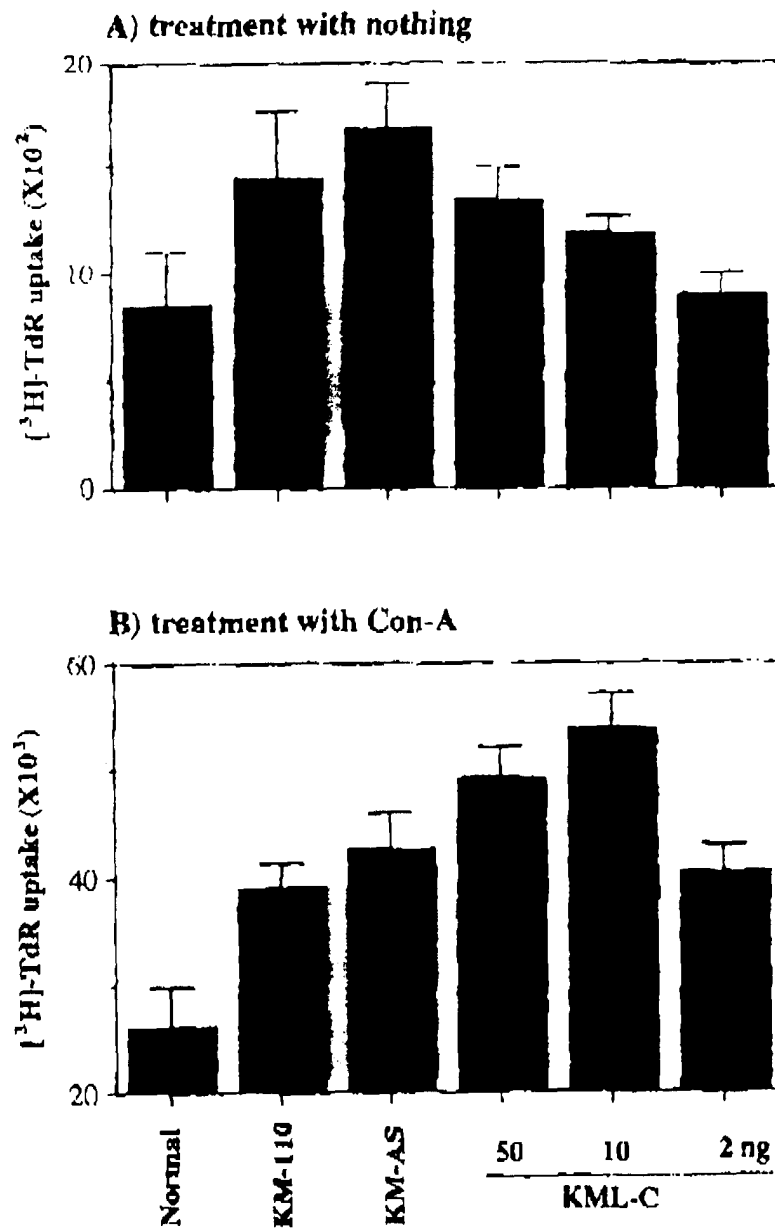 A) treatment with nothing
[³H]-TdR uptake (X10²)
20
10
0
B) treatment with Con-A
[³H]-TdR uptake (X10³)
60
40
20
Normal
KM-110
KM-AS
50
10
2 ng
KML-C